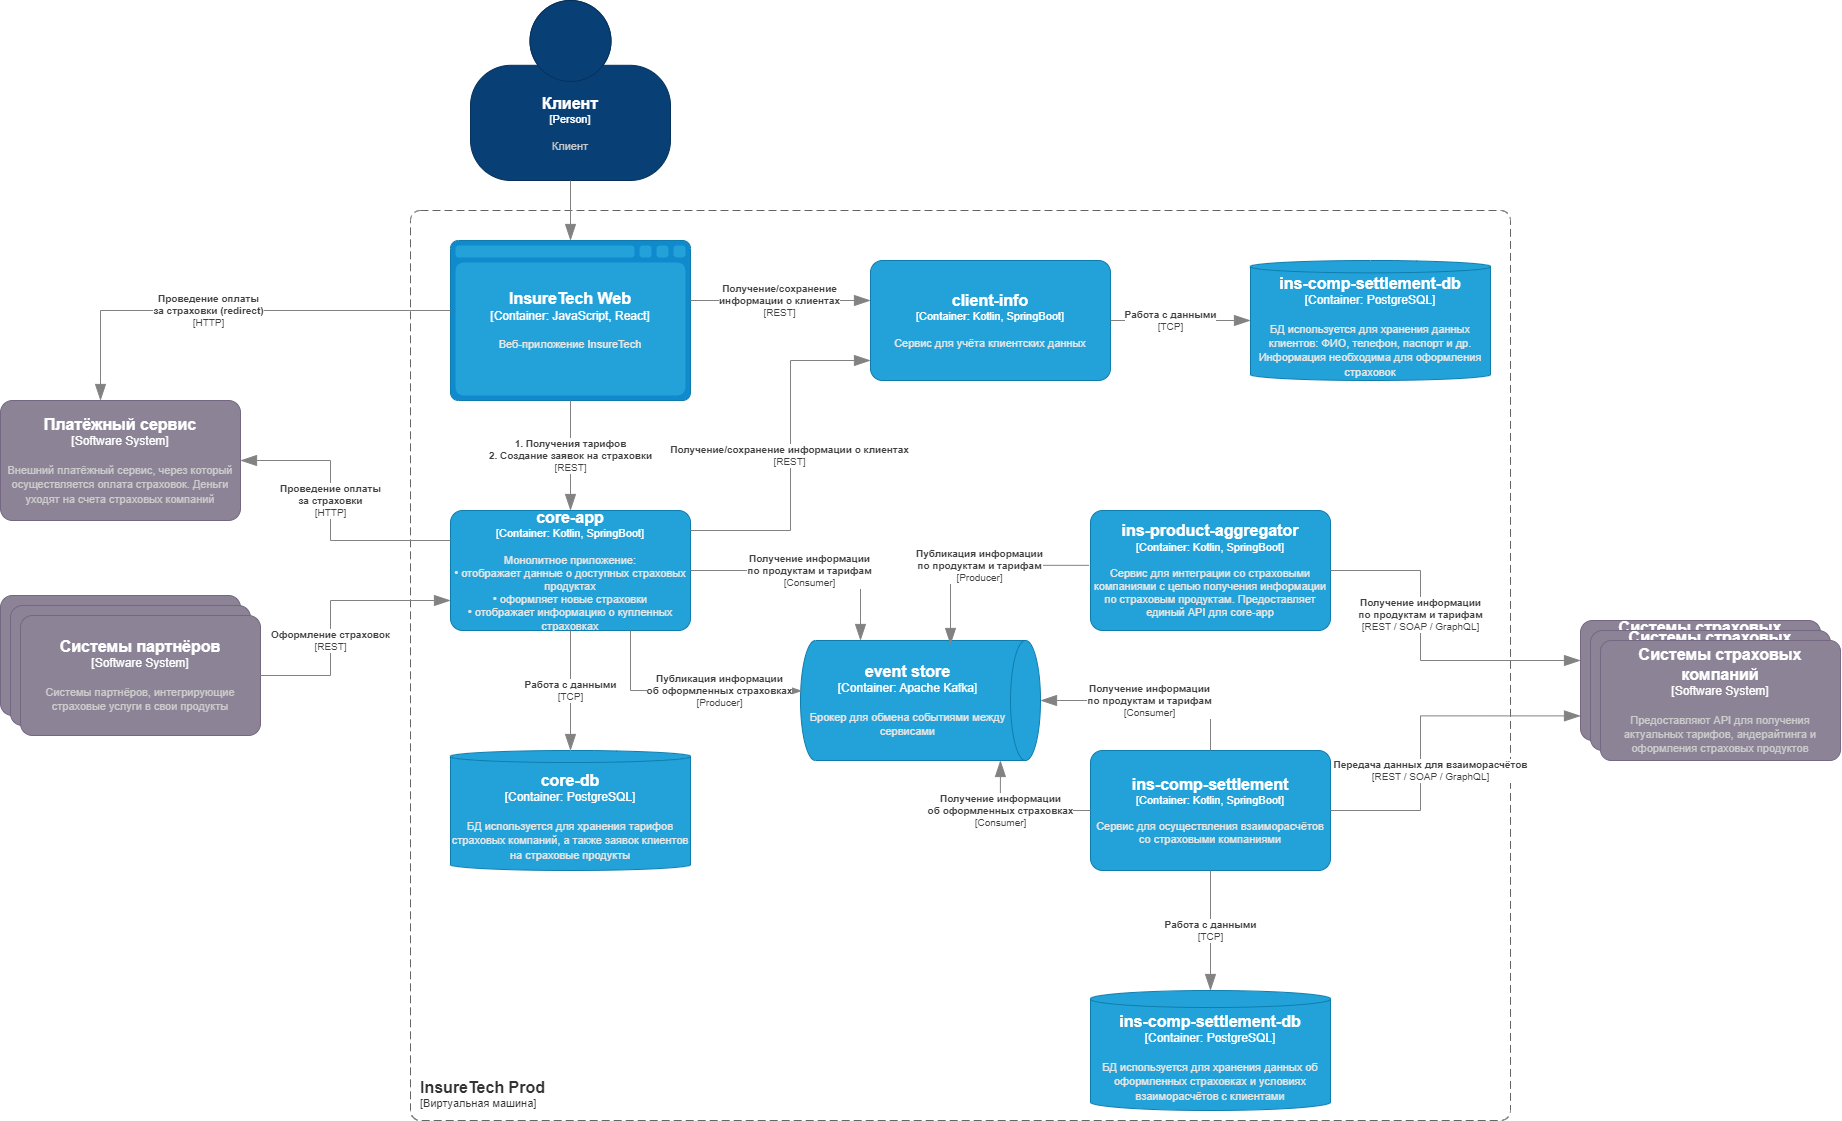 Клиент
[Person]
Клиент
InsureTech Web
[Container: JavaScript, React]
Веб-приложение InsureTech
Получение/сохранение
информации о клиентах
[REST]
client-info
[Container: Kotlin, SpringBoot]
Сервис для учёта клиентских данных
Работа с данными
[TCP]
ins-comp-settlement-db
[Container: PostgreSQL]
БД используется для хранения данных
клиентов: ФИО, телефон, паспорт и др.
Информация необходима для оформления
страховок
Проведение оплаты
за страховки (redirect)
[HTTP]
Платёжный сервис
[Software System]
Внешний платёжный сервис, через который
осуществляется оплата страховок. Деньги
уходят на счета страховых компаний
1. Получения тарифов
2. Создание заявок на страховки
[REST]
Получение/сохранение информации о клиентах
[REST]
Проведение оплаты
за страховки
[HTTP]
core-app
[Container: Kotlin, SpringBoot]
Монолитное приложение:
• отображает данные о доступных страховых
продуктах
• оформляет новые страховки
• отображает информацию о купленных
страховках
Получение информации
по продуктам и тарифам
[Consumer]
Публикация информации
по продуктам и тарифам
[Producer]
ins-product-aggregator
[Container: Kotlin, SpringBoot]
Сервис для интеграции со страховыми
компаниями с целью получения информации
по страховым продуктам. Предоставляет
единый API для core-app
Получение информации
по продуктам и тарифам
[REST / SOAP / GraphQL]
Системы партнёров
[Software System]
Системы партнёров, интегрирующие
страховые услуги в свои продукты
Оформление страховок
[REST]
Работа с данными
[TCP]
Публикация информации
об оформленных страховках
[Producer]
event store
[Container: Apache Kafka]
Брокер для обмена событиями между
сервисами
Получение информации
по продуктам и тарифам
[Consumer]
Системы страховых
Системы страховых
Системы страховых
компаний
[Software System]
Предоставляют API для получения
актуальных тарифов, андерайтинга и
оформления страховых продуктов
core-db
[Container: PostgreSQL]
БД используется для хранения тарифов
страховых компаний, а также заявок клиентов
на страховые продукты
Получение информации
об оформленных страховках
[Consumer]
ins-comp-settlement
[Container: Kotlin, SpringBoot]
Сервис для осуществления взаиморасчётов
со страховыми компаниями
Передача данных для взаиморасчётов
[REST / SOAP / GraphQL]
Работа с данными
[TCP]
ins-comp-settlement-db
[Container: PostgreSQL]
БД используется для хранения данных об
оформленных страховках и условиях
взаиморасчётов с клиентами
InsureTech Prod
[Виртуальная машина]